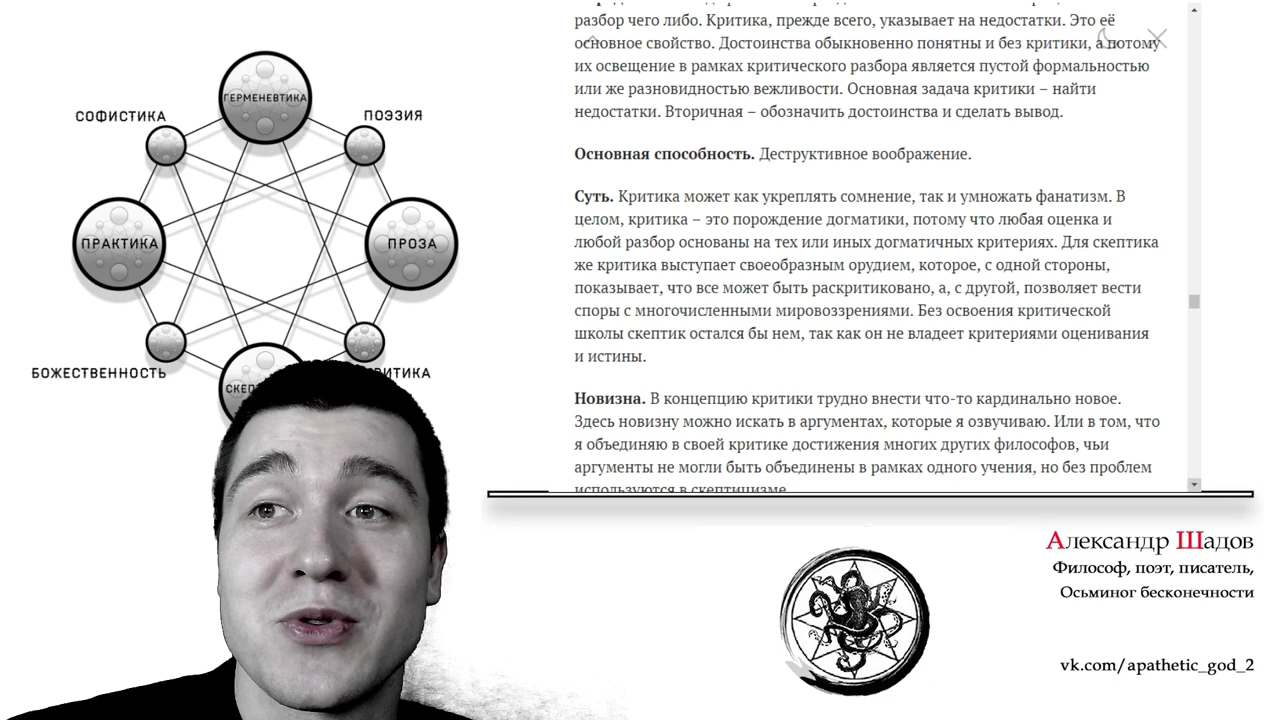 ГЕРМЕНЕВТИКА
СОФИСТИКА
ПОЭЗИЯ
ПРАКТИКА
ПРОЗА
БОЖЕСТВЕННОСТЬ
разбор чего либо. Критика, прежде всего, указывает на недостатки. Это её
основное свойство. Достоинства обыкновенно понятны и без критики, а потому
их освещение в рамках критического разбора является пустой формальностью
или же разновидностью вежливости. Основная задача критики – найти
недостатки. Вторичная – обозначить достоинства и сделать вывод.
Основная способность. Деструктивное воображение.
Суть. Критика может как укреплять сомнение, так и умножать фанатизм. В
целом, критика – это порождение догматики, потому что любая оценка и
любой разбор основаны на тех или иных догматичных критериях. Для скептика
же критика выступает своеобразным орудием, которое, с одной стороны,
показывает, что все может быть раскритиковано, а, с другой, позволяет вести
споры с многочисленными мировоззрениями. Без освоения критической
школы скептик остался бы нем, так как он не владеет критериями оценивания
и истины.
Новизна. В концепцию критики трудно внести что-то кардинально новое.
Здесь новизну можно искать в аргументах, которые я озвучиваю. Или в том, что
я объединяю в своей критике достижения многих других философов, чьи
аргументы не могли быть объединены в рамках одного учения, но без проблем
используются в скептицизме.
Александр Шадов
Философ, поэт, писатель,
Осьминог бесконечности
vk.com/apathetic_god_2